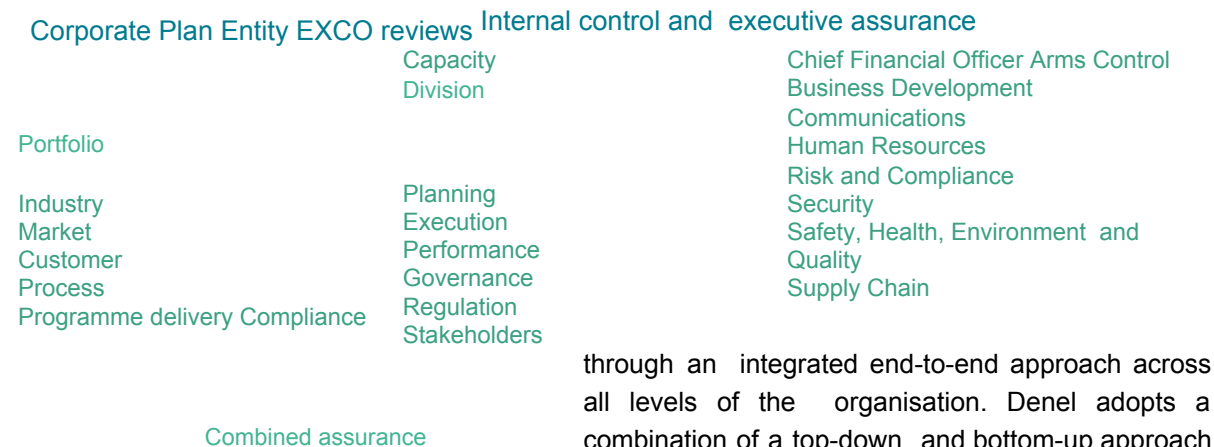 Corporate Plan Entity EXCO reviews
Internal control and executive assurance
Portfolio
Industry
Market
Customer
Process
Programme delivery Compliance
Capacity
Division
Planning
Execution
Performance
Governance
Regulation
Stakeholders
Chief Financial Officer Arms Control
Business Development
Communications
Human Resources
Risk and Compliance
Security
Safety, Health, Environment and
Quality
Supply Chain
Combined assurance
through an integrated end-to-end approach across
all levels of the organisation. Denel adopts a
combination of a top-down and bottom-up approach